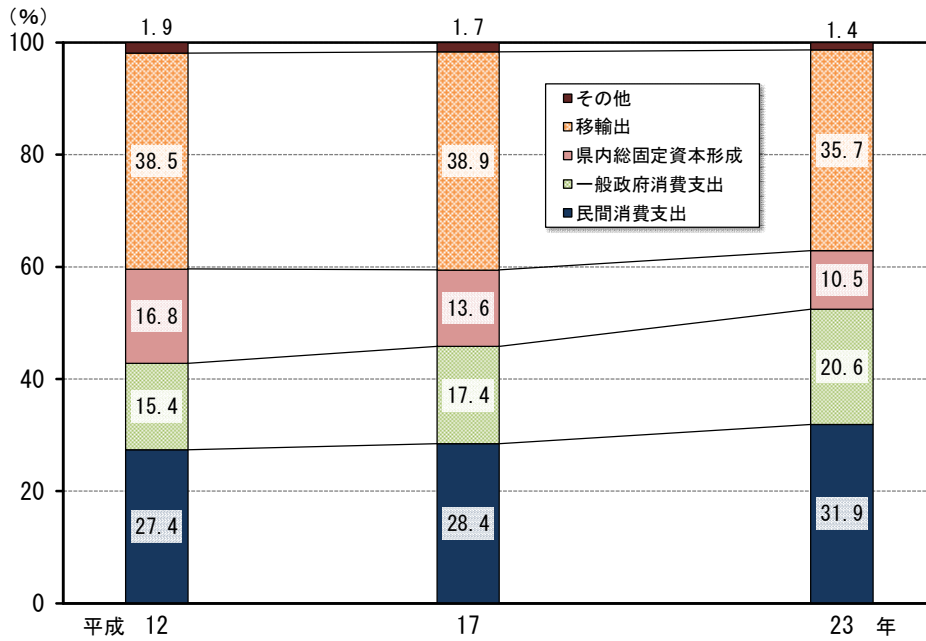 (%)
1.9 1.7 1.4
100
80
60
40
20
0
その他
移輸出
県内総固定資本形成
一般政府消費支出
民間消費支出
38.5 38.9 35.7
16.8 13.6 10.5
15.4 17.4 20.6
27.4 28.4 31.9
平成 12 17 23 年